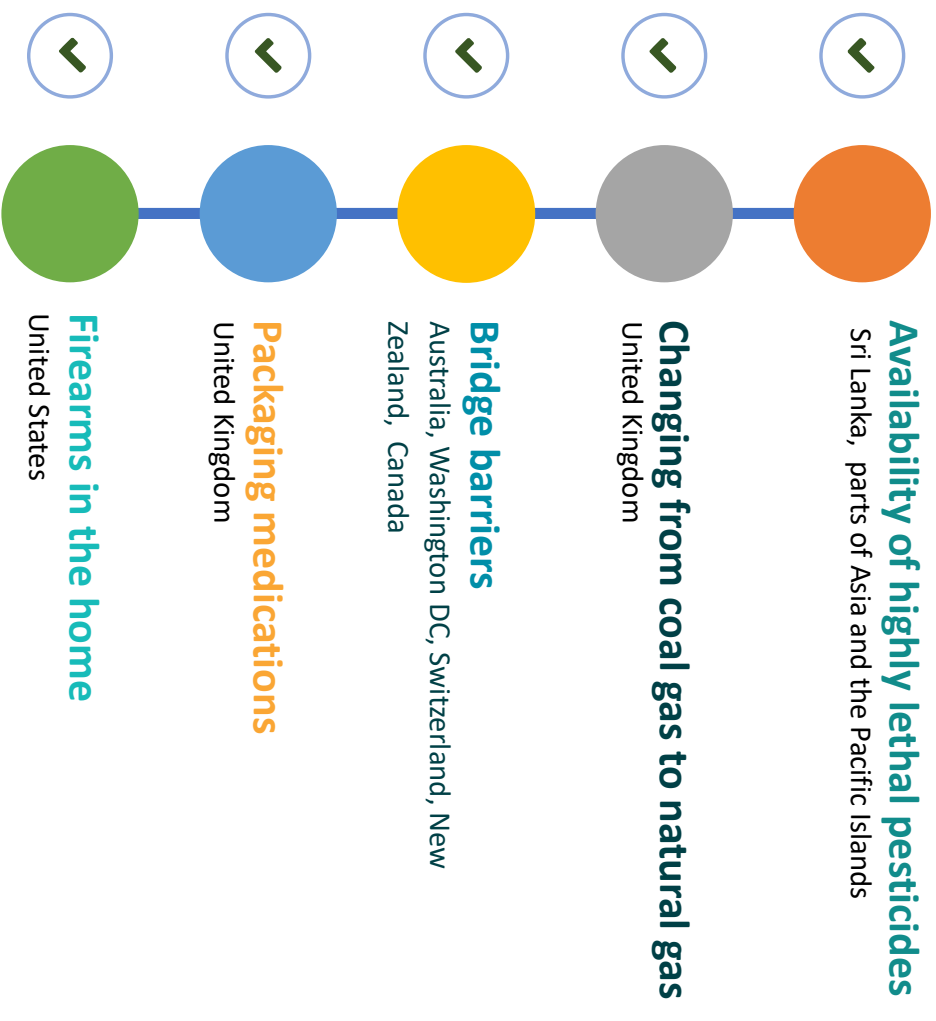 Availability of highly lethal pesticides
Sri Lanka, parts of Asia and the Pacific Islands
Changing from coal gas to natural gas
United Kingdom
Bridge barriers
Australia, Washington DC, Switzerland, New
Zealand, Canada
Packaging medications
United Kingdom
Firearms in the home
United States